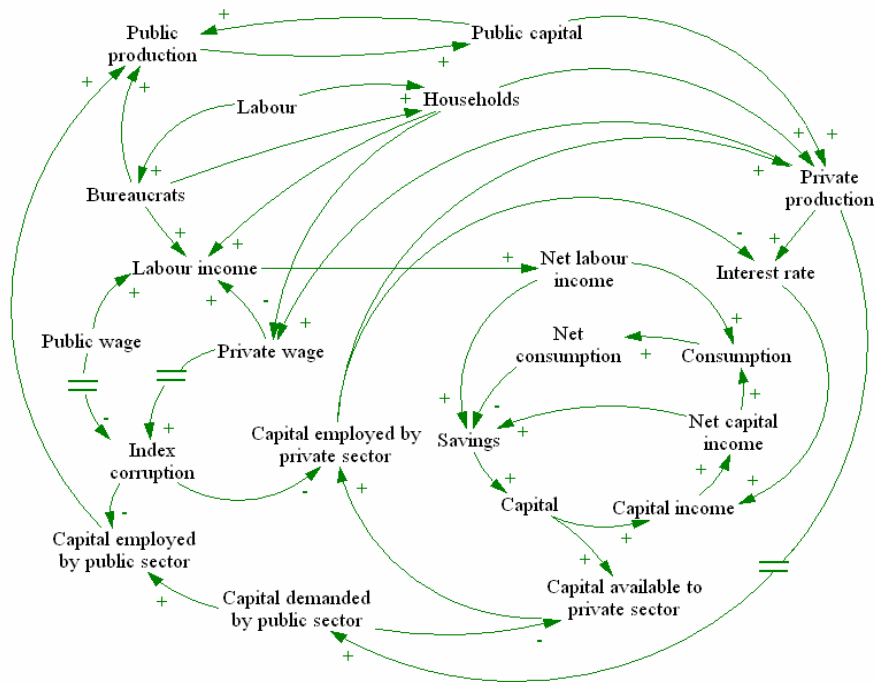 Public
production
Public capital
Labour
Households
Bureaucrats
Private
production
Labour income
Net labour
income
Interest rate
Public wage
Private wage
Net
consumption
Consumption
Index
corruption
Capital employed by
private sector
Savings
Net capital
income
Capital
Capital income
Capital employed
by public sector
Capital demanded
by public sector
Capital available to
private sector